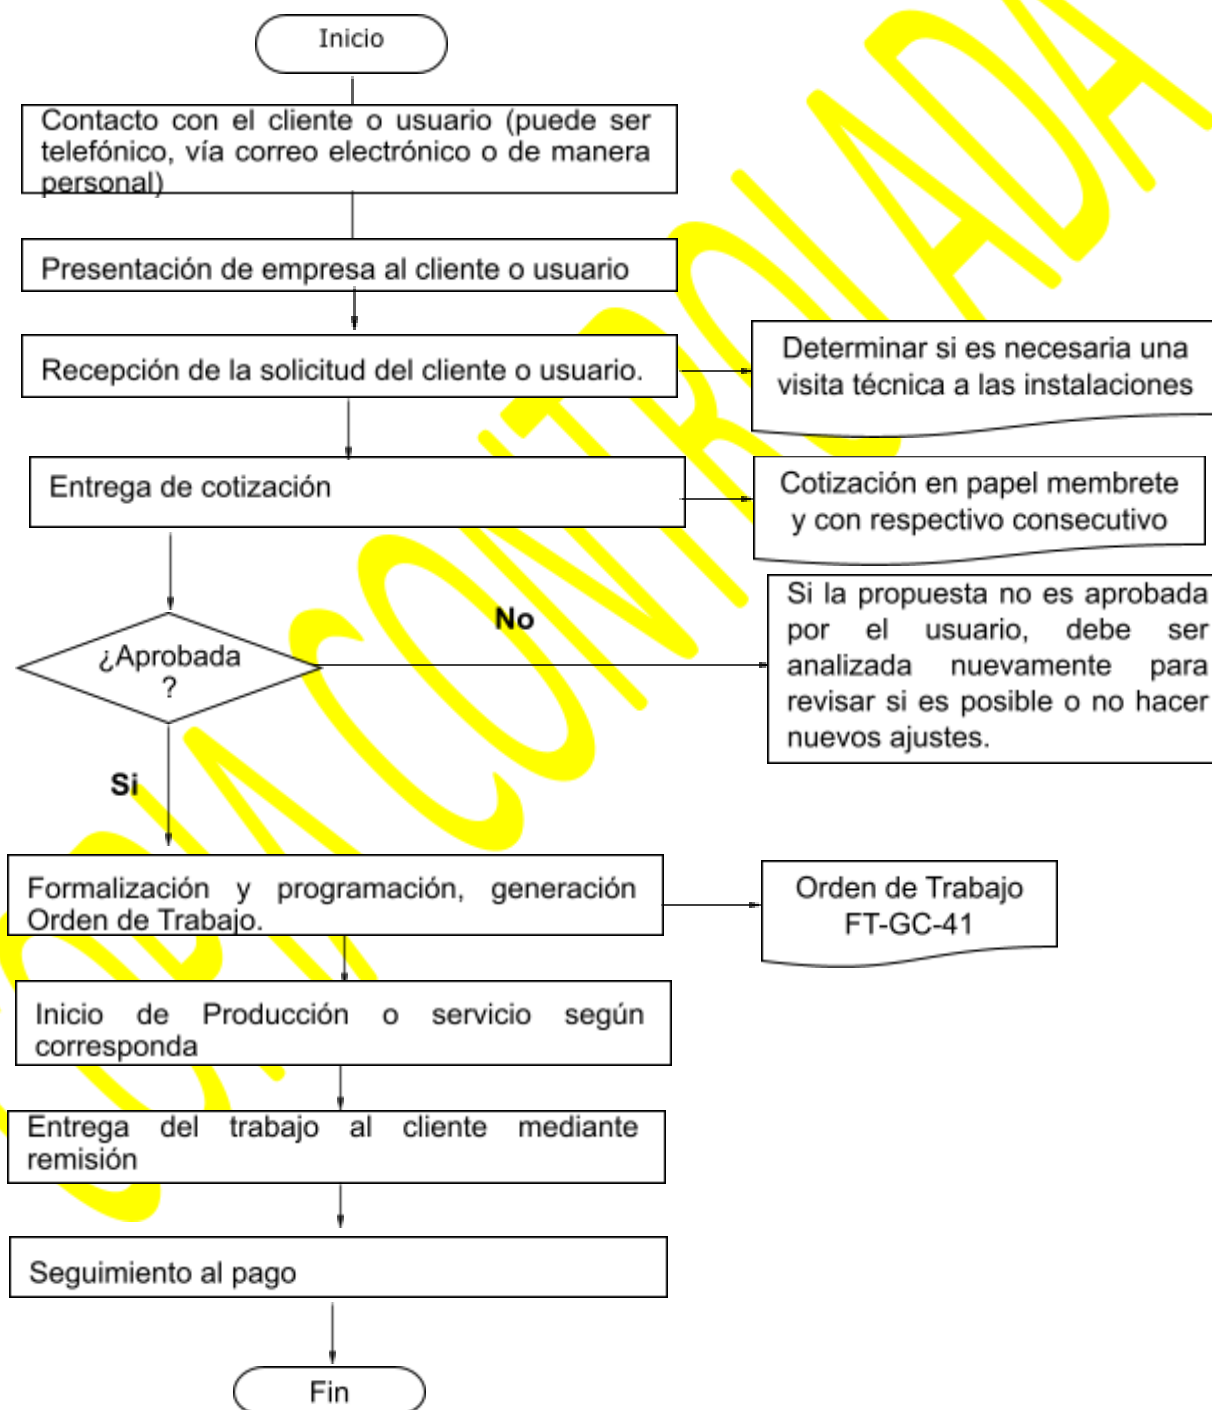 Inicio
Contacto con el cliente o usuario (puede ser
telefónico, vía correo electrónico o de manera
personal)
Presentación de empresa al cliente o usuario
Recepción de la solicitud del cliente o usuario.
Determinar si es necesaria una
visita técnica a las instalaciones
Entrega de cotización
Cotización en papel membrete
y con respectivo consecutivo
¿Aprobada
?
No
Si la propuesta no es aprobada
por el usuario, debe ser
analizada nuevamente para
revisar si es posible o no hacer
nuevos ajustes.
Si
Formalización y programación, generación
Orden de Trabajo.
Orden de Trabajo
FT-GC-41
Inicio de Producción o servicio según
corresponda
Entrega del trabajo al cliente mediante
remisión
Seguimiento al pago
Fin
COPIA CONTROLADA